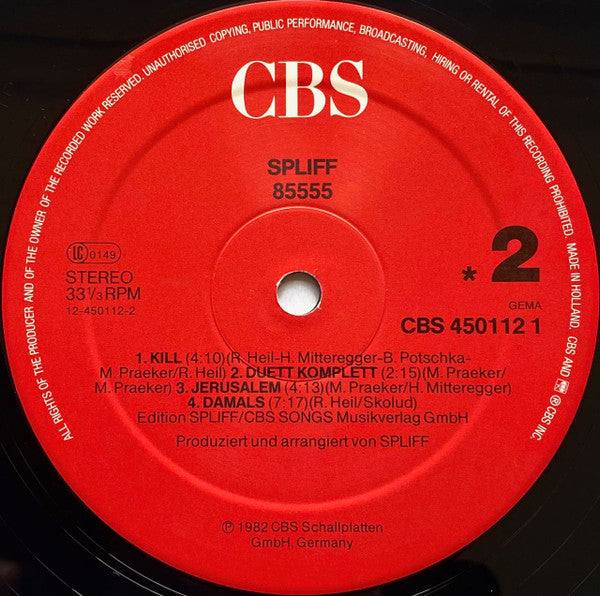 ALL RIGHTS OF THE PRODUCER AND OF THE OWNER OF THE RECORDED WORK RESERVED. UNAUTHORISED COPYING, PUBLIC PERFORMANCE, BROADCASTING, HIRING OR RENTAL OF THIS RECORDING PROHIBITED. MADE IN HOLLAND. CBS AND ℗ CBS INC.
CBS
SPLIFF
85555
LC 0149
STEREO
33⅓ RPM
12-450112-2
* 2
GEMA
CBS 450112 1
1. KILL (4:10)(R. Heil-H. Mitteregger-B. Potschka-
M. Praeker/R. Heil) 2. DUETT KOMPLETT (2:15)(M. Praeker/
M. Praeker) 3. JERUSALEM (4:13)(M. Praeker/H. Mitteregger)
4. DAMALS (7:17)(R. Heil/Skolud)
Edition SPLIFF/CBS SONGS Musikverlag GmbH
Produziert und arrangiert von SPLIFF
℗ 1982 CBS Schallplatten
GmbH, Germany